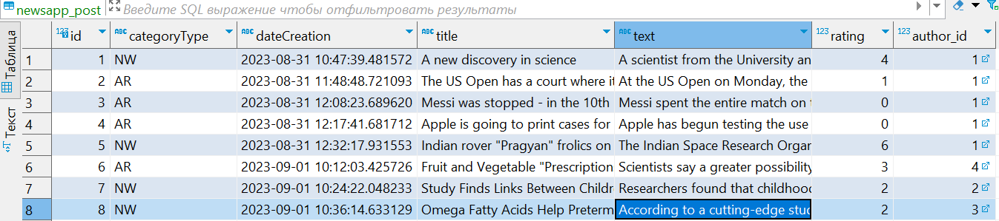 newsapp_post Введите SQL выражение чтобы отфильтровать результаты
Таблица
Текст
123 id ABC categoryType ABC dateCreation ABC title ABC text 123 rating 123 author_id
1 1 NW 2023-08-31 10:47:39.481572 A new discovery in science A scientist from the University an 4 1
2 2 AR 2023-08-31 11:48:48.721093 The US Open has a court where it At the US Open on Monday, the 1 1
3 3 AR 2023-08-31 12:08:23.689620 Messi was stopped - in the 10th Messi spent the entire match on t 0 1
4 4 AR 2023-08-31 12:17:41.681712 Apple is going to print cases for Apple has begun testing the use 0 1
5 5 NW 2023-08-31 12:32:17.931553 Indian rover "Pragyan" frolics on The Indian Space Research Organ 6 1
6 6 AR 2023-09-01 10:12:03.425726 Fruit and Vegetable "Prescription Scientists say a greater possibility 3 4
7 7 NW 2023-09-01 10:24:22.048233 Study Finds Links Between Childr Researchers found that childhood 2 2
8 8 NW 2023-09-01 10:36:14.633129 Omega Fatty Acids Help Preterm According to a cutting-edge stud 2 3